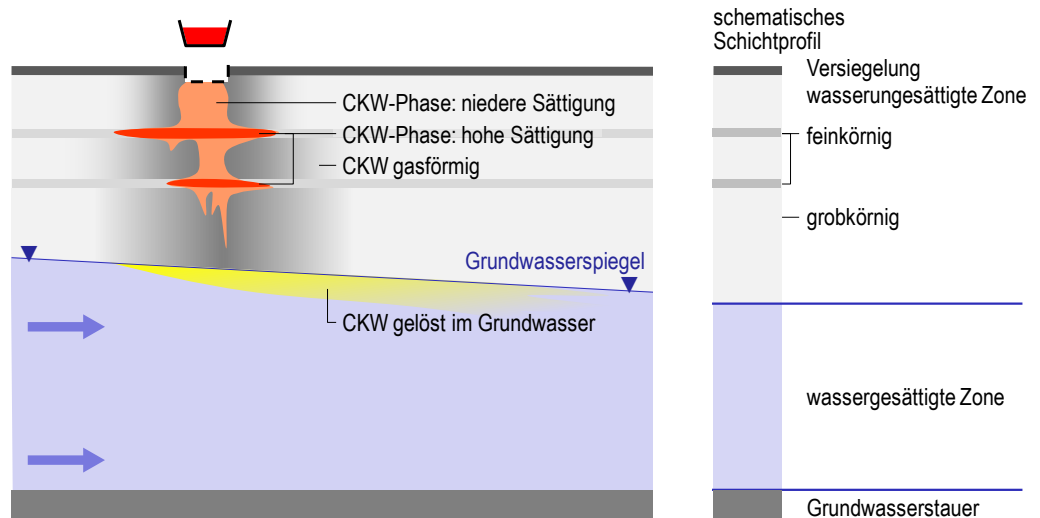 schematisches
Schichtprofil
Versiegelung
wasserungesättigte Zone
CKW-Phase: niedere Sättigung
CKW-Phase: hohe Sättigung
feinkörnig
CKW gasförmig
grobkörnig
Grundwasserspiegel
CKW gelöst im Grundwasser
wassergesättigte Zone
Grundwasserstauer